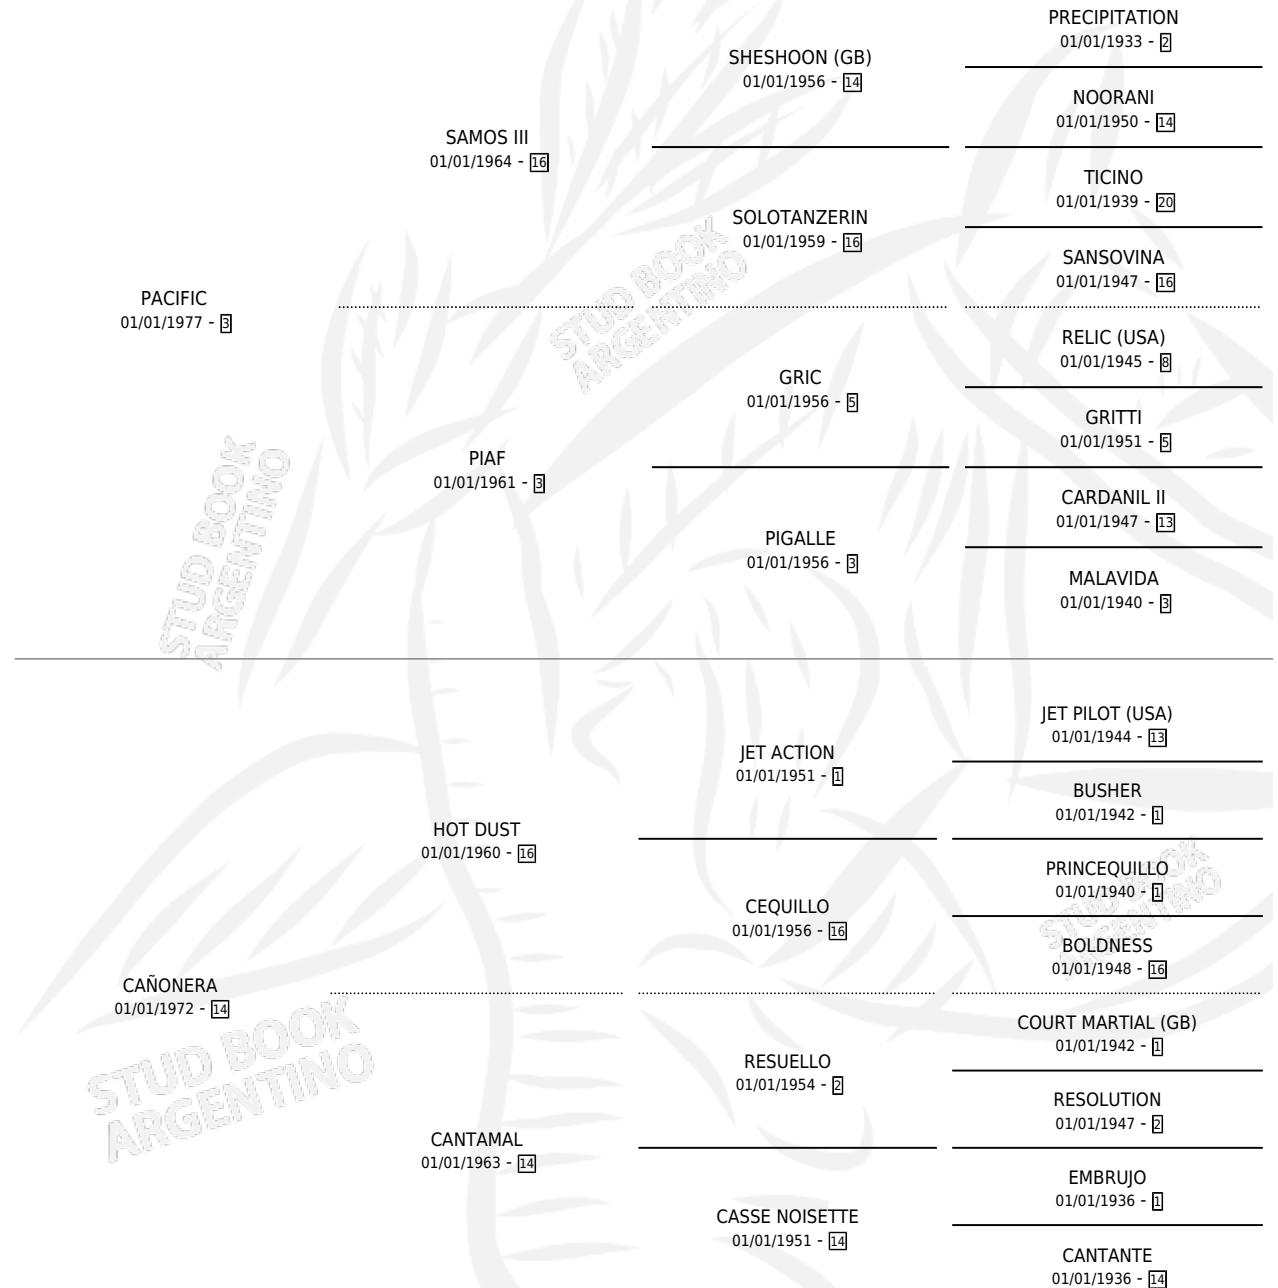 PRECIPITATION
01/01/1933 - 2
SHESHOON (GB)
01/01/1956 - 14
NOORANI
01/01/1950 - 14
SAMOS III
01/01/1964 - 16
TICINO
01/01/1939 - 20
SOLOTANZERIN
01/01/1959 - 16
SANSOVINA
01/01/1947 - 16
PACIFIC
01/01/1977 - 3
RELIC (USA)
01/01/1945 - 8
GRIC
01/01/1956 - 5
GRITTI
01/01/1951 - 5
PIAF
01/01/1961 - 3
CARDANIL II
01/01/1947 - 13
PIGALLE
01/01/1956 - 3
MALAVIDA
01/01/1940 - 3
JET PILOT (USA)
01/01/1944 - 13
JET ACTION
01/01/1951 - 1
BUSHER
01/01/1942 - 1
HOT DUST
01/01/1960 - 16
PRINCEQUILLO
01/01/1940 - 1
CEQUILLO
01/01/1956 - 16
BOLDNESS
01/01/1948 - 16
CAÑONERA
01/01/1972 - 14
COURT MARTIAL (GB)
01/01/1942 - 1
RESUELLO
01/01/1954 - 2
RESOLUTION
01/01/1947 - 2
CANTAMAL
01/01/1963 - 14
EMBRUJO
01/01/1936 - 1
CASSE NOISETTE
01/01/1951 - 14
CANTANTE
01/01/1936 - 14
STUD BOOK
ARGENTINO
STUD BOOK
ARGENTINO
STUD BOOK
ARGENTINO
STUD BOOK
ARGENTINO